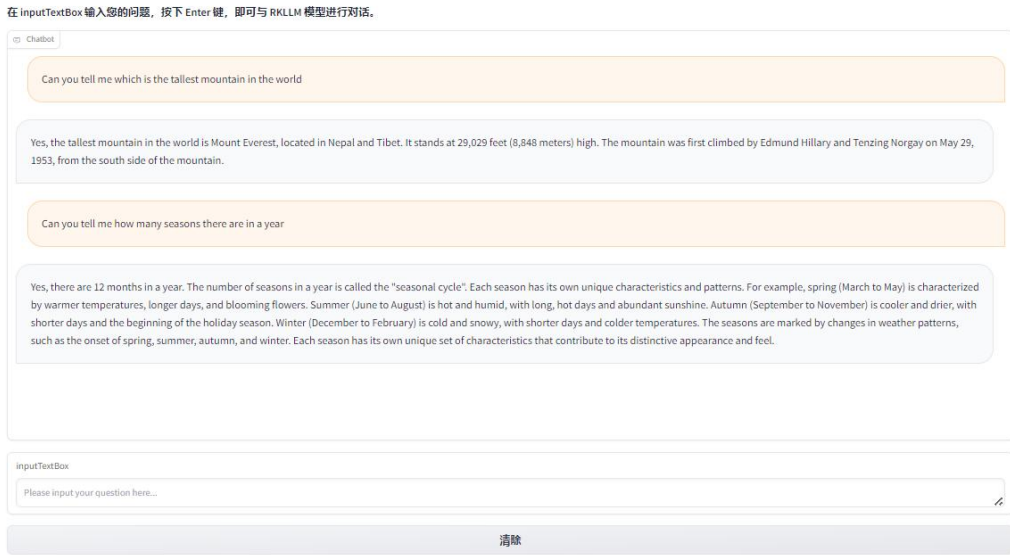 在 inputTextBox 输入您的问题，按下 Enter 键，即可与 RKLLM 模型进行对话。
Chatbot
Can you tell me which is the tallest mountain in the world
Yes, the tallest mountain in the world is Mount Everest, located in Nepal and Tibet. It stands at 29,029 feet (8,848 meters) high. The mountain was first climbed by Edmund Hillary and Tenzing Norgay on May 29,
1953, from the south side of the mountain.
Can you tell me how many seasons there are in a year
Yes, there are 12 months in a year. The number of seasons in a year is called the "seasonal cycle". Each season has its own unique characteristics and patterns. For example, spring (March to May) is characterized
by warmer temperatures, longer days, and blooming flowers. Summer (June to August) is hot and humid, with long, hot days and abundant sunshine. Autumn (September to November) is cooler and drier, with
shorter days and the beginning of the holiday season. Winter (December to February) is cold and snowy, with shorter days and colder temperatures. The seasons are marked by changes in weather patterns,
such as the onset of spring, summer, autumn, and winter. Each season has its own unique set of characteristics that contribute to its distinctive appearance and feel.
inputTextBox
Please input your question here...
清除